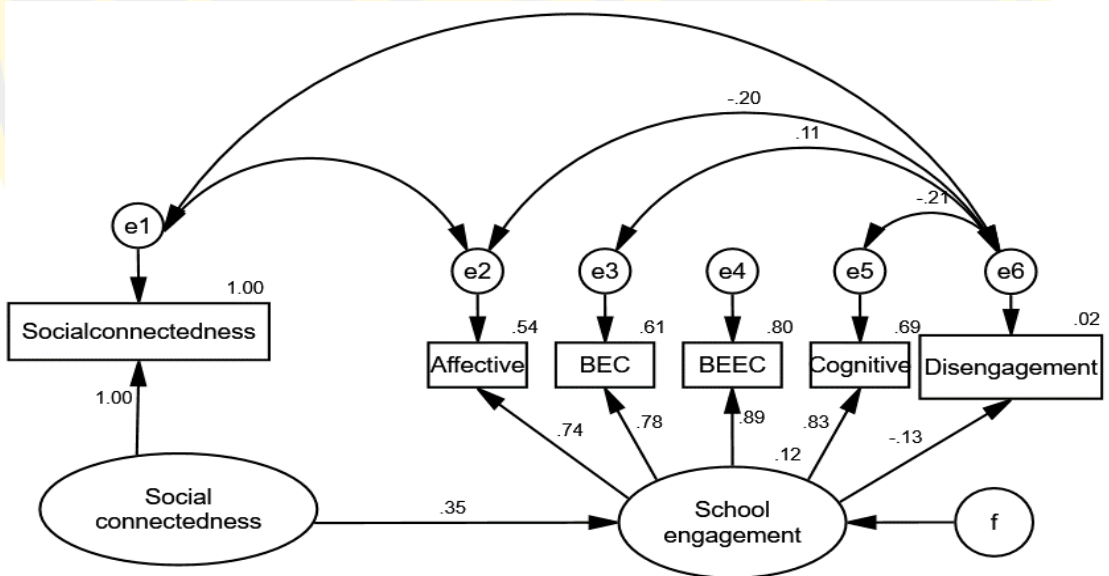 -.20
.11
-.21
e1
e2
e3
e4
e5
e6
1.00
Socialconnectedness
.54
.61
.80
.69
.02
Affective
BEC
BEEC
Cognitive
Disengagement
1.00
.74
.78
.89
.83
-.13
.12
Social
connectedness
.35
School
engagement
f